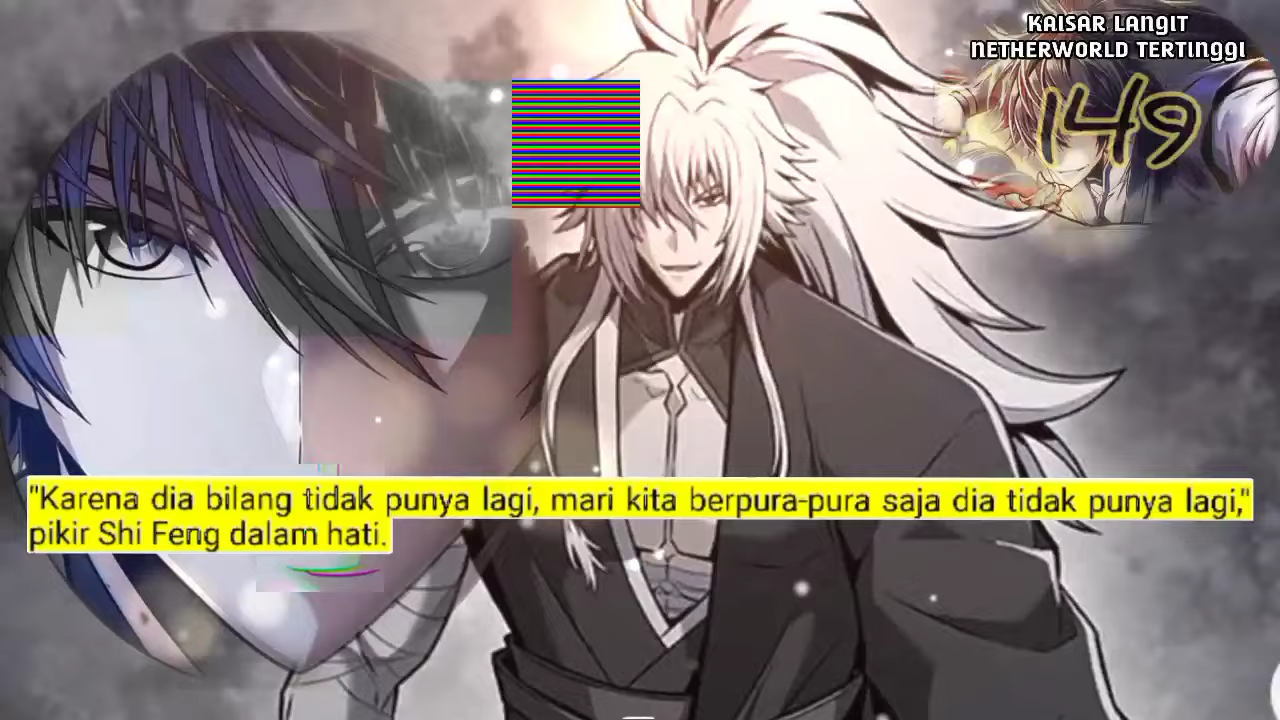 KAISAR LANGIT
NETHERWORLD TERTINGGI
149
"Karena dia bilang tidak punya lagi, mari kita berpura-pura saja dia tidak punya lagi,"
pikir Shi Feng dalam hati.